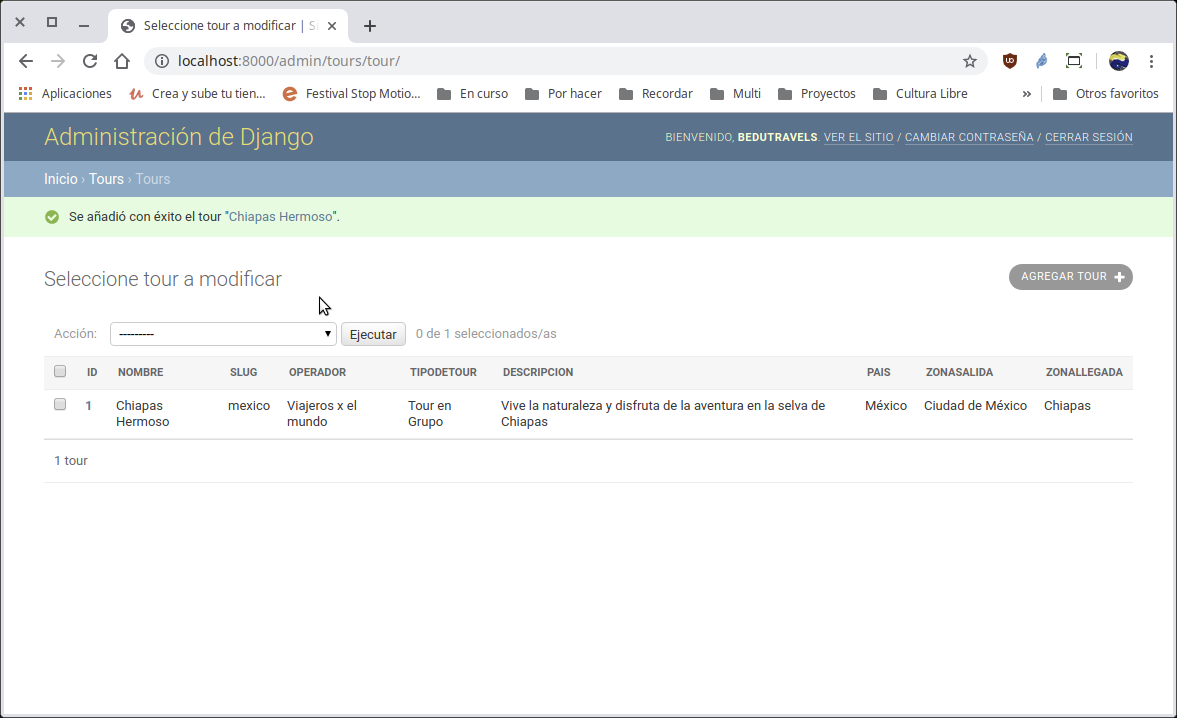 Seleccione tour a modificar | S
localhost:8000/admin/tours/tour/
Aplicaciones Crea y sube tu tien... Festival Stop Motio... En curso Por hacer Recordar Multi Proyectos Cultura Libre » Otros favoritos
Administración de Django
BIENVENIDO, BEDUTRAVELS. VER EL SITIO / CAMBIAR CONTRASEÑA / CERRAR SESIÓN
Inicio › Tours › Tours
Se añadió con éxito el tour "Chiapas Hermoso".
Seleccione tour a modificar
AGREGAR TOUR
Acción: --------- Ejecutar 0 de 1 seleccionados/as
ID NOMBRE SLUG OPERADOR TIPODETOUR DESCRIPCION PAIS ZONASALIDA ZONALLEGADA
1 Chiapas Hermoso mexico Viajeros x el mundo Tour en Grupo Vive la naturaleza y disfruta de la aventura en la selva de Chiapas México Ciudad de México Chiapas
1 tour